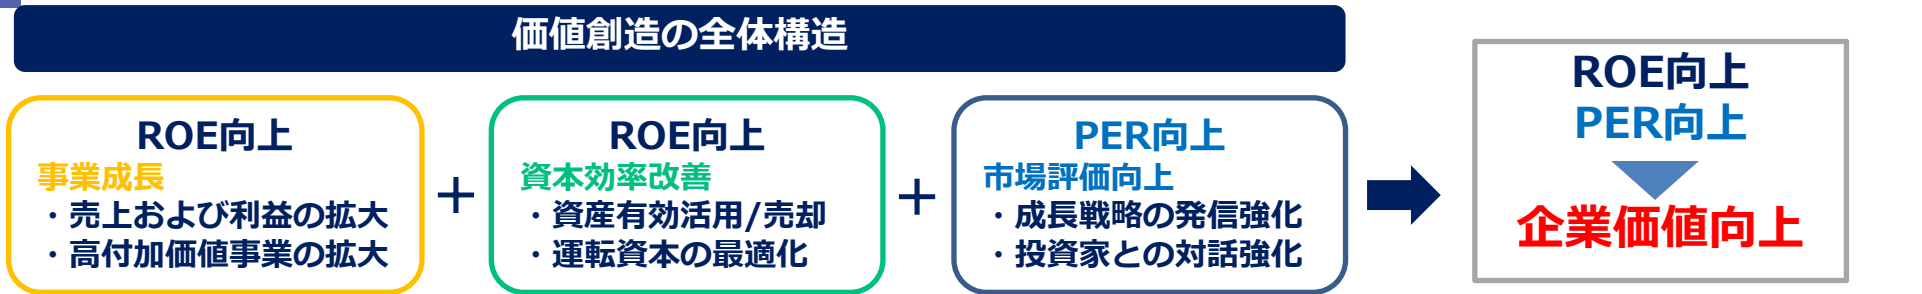 価値創造の全体構造
ROE向上
事業成長
・売上および利益の拡大
・高付加価値事業の拡大
＋
ROE向上
資本効率改善
・資産有効活用/売却
・運転資本の最適化
＋
PER向上
市場評価向上
・成長戦略の発信強化
・投資家との対話強化
ROE向上
PER向上
企業価値向上